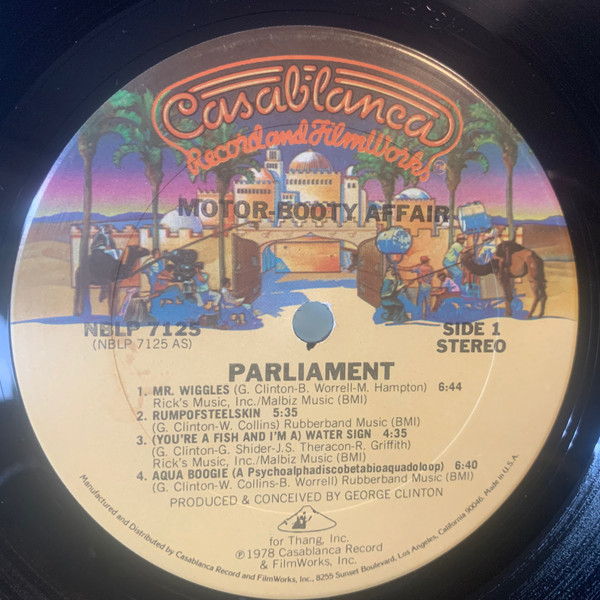 Casablanca
Record and FilmWorks
TM
MOTOR-BOOTY AFFAIR
NBLP 7125
(NBLP 7125 AS)
SIDE 1
STEREO
PARLIAMENT
1. MR. WIGGLES (G. Clinton-B. Worrell-M. Hampton) 6:44
Rick's Music, Inc./Malbiz Music (BMI)
2. RUMPOFSTEELSKIN 5:35
(G. Clinton-W. Collins) Rubberband Music (BMI)
3. (YOU'RE A FISH AND I'M A) WATER SIGN 4:35
(G. Clinton-G. Shider-J.S. Theracon-R. Griffith)
Rick's Music, Inc./Malbiz Music (BMI)
4. AQUA BOOGIE (A Psychoalphadiscobetabioaquadoloop) 6:40
(G. Clinton-W. Collins-B. Worrell) Rubberband Music (BMI)
PRODUCED & CONCEIVED BY GEORGE CLINTON
for Thang, Inc.
℗1978 Casablanca Record
& FilmWorks, Inc.
Manufactured and Distributed by Casablanca Record and FilmWorks, Inc., 8255 Sunset Boulevard, Los Angeles, California 90046. Made in U.S.A.